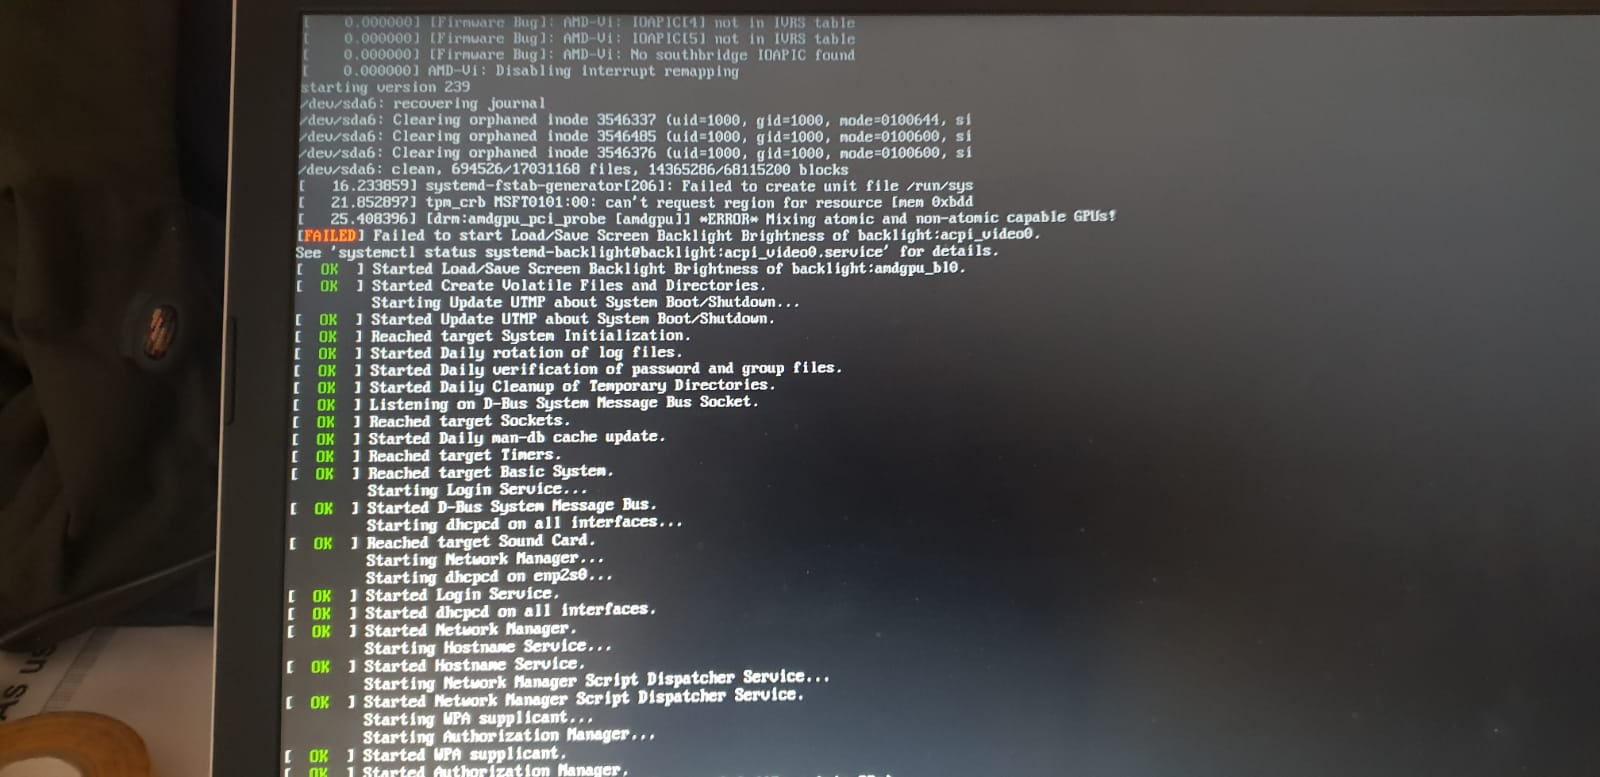 [    0.000000] [Firmware Bug]: AMD-Vi: IOAPIC[4] not in IVRS table
[    0.000000] [Firmware Bug]: AMD-Vi: IOAPIC[5] not in IVRS table
[    0.000000] [Firmware Bug]: AMD-Vi: No southbridge IOAPIC found
[    0.000000] AMD-Vi: Disabling interrupt remapping
starting version 239
/dev/sda6: recovering journal
/dev/sda6: Clearing orphaned inode 3546337 (uid=1000, gid=1000, mode=0100644, si
/dev/sda6: Clearing orphaned inode 3546485 (uid=1000, gid=1000, mode=0100600, si
/dev/sda6: Clearing orphaned inode 3546376 (uid=1000, gid=1000, mode=0100600, si
/dev/sda6: clean, 694526/17031168 files, 14365286/68115200 blocks
[   16.233859] systemd-fstab-generator[206]: Failed to create unit file /run/sys
[   21.852897] tpm_crb MSFT0101:00: can't request region for resource [mem 0xbdd
[   25.408396] [drm:amdgpu_pci_probe [amdgpu]] *ERROR* Mixing atomic and non-atomic capable GPUs!
[FAILED] Failed to start Load/Save Screen Backlight Brightness of backlight:acpi_video0.
See 'systemctl status systemd-backlight@backlight:acpi_video0.service' for details.
[  OK  ] Started Load/Save Screen Backlight Brightness of backlight:amdgpu_bl0.
[  OK  ] Started Create Volatile Files and Directories.
Starting Update UTMP about System Boot/Shutdown...
[  OK  ] Started Update UTMP about System Boot/Shutdown.
[  OK  ] Reached target System Initialization.
[  OK  ] Started Daily rotation of log files.
[  OK  ] Started Daily verification of password and group files.
[  OK  ] Started Daily Cleanup of Temporary Directories.
[  OK  ] Listening on D-Bus System Message Bus Socket.
[  OK  ] Reached target Sockets.
[  OK  ] Started Daily man-db cache update.
[  OK  ] Reached target Timers.
[  OK  ] Reached target Basic System.
Starting Login Service...
[  OK  ] Started D-Bus System Message Bus.
Starting dhcpcd on all interfaces...
[  OK  ] Reached target Sound Card.
Starting Network Manager...
Starting dhcpcd on enp2s0...
[  OK  ] Started Login Service.
[  OK  ] Started dhcpcd on all interfaces.
[  OK  ] Started Network Manager.
Starting Hostname Service...
[  OK  ] Started Hostname Service.
Starting Network Manager Script Dispatcher Service...
[  OK  ] Started Network Manager Script Dispatcher Service.
Starting WPA supplicant...
Starting Authorization Manager...
[  OK  ] Started WPA supplicant.
[  OK  ] Started Authorization Manager.